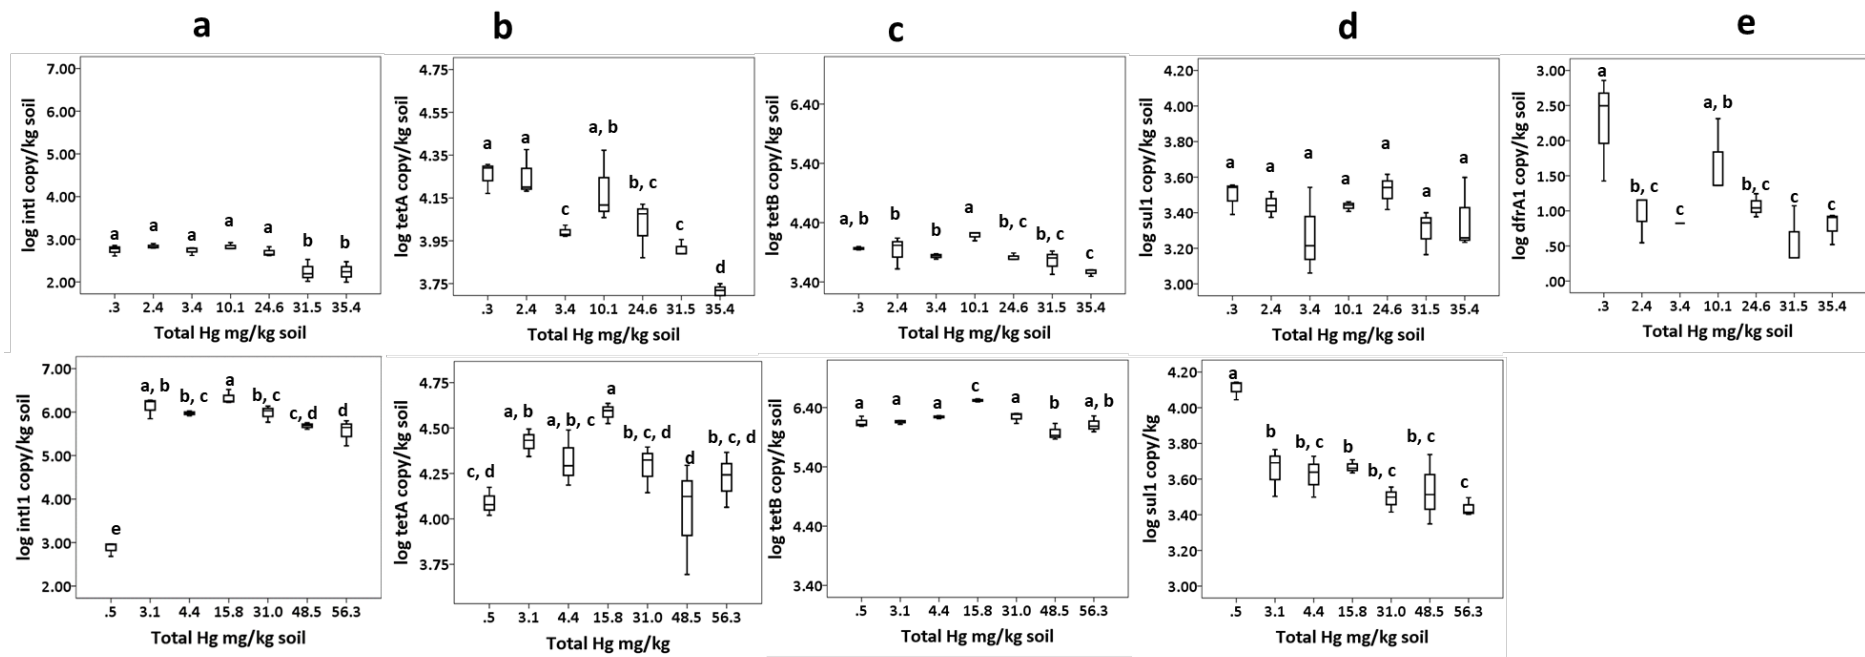 a
b
c
d
e
log intI copy/kg soil
7.00
6.00
5.00
4.00
3.00
2.00
a
a
a
a
a
b
b
.3
2.4
3.4
10.1
24.6
31.5
35.4
Total Hg mg/kg soil
log tetA copy/kg soil
4.75
4.55
4.35
4.15
3.95
3.75
a
a
c
a, b
b, c
c
d
.3
2.4
3.4
10.1
24.6
31.5
35.4
Total Hg mg/kg soil
log tetB copy/kg soil
6.40
5.40
4.40
3.40
a, b
b
b
a
b, c
b, c
c
.3
2.4
3.4
10.1
24.6
31.5
35.4
Total Hg mg/kg soil
log sul1 copy/kg soil
4.20
4.00
3.80
3.60
3.40
3.20
3.00
a
a
a
a
a
a
a
.3
2.4
3.4
10.1
24.6
31.5
35.4
Total Hg mg/kg soil
log dfrA1 copy/kg soil
3.00
2.50
2.00
1.50
1.00
.50
.00
a
b, c
c
a, b
b, c
c
c
.3
2.4
3.4
10.1
24.6
31.5
35.4
Total Hg mg/kg soil
log intI1 copy/kg soil
7.00
6.00
5.00
4.00
3.00
2.00
e
a, b
b, c
a
b, c
c, d
d
.5
3.1
4.4
15.8
31.0
48.5
56.3
Total Hg mg/kg soil
log tetA copy/kg soil
4.75
4.50
4.25
4.00
3.75
c, d
a, b
a, b, c
a
b, c, d
d
b, c, d
.5
3.1
4.4
15.8
31.0
48.5
56.3
Total Hg mg/kg
log tetB copy/kg soil
6.40
5.40
4.40
3.40
a
a
a
c
a
b
a, b
.5
3.1
4.4
15.8
31.0
48.5
56.3
Total Hg mg/kg soil
log sul1 copy/kg
4.20
4.00
3.80
3.60
3.40
3.20
3.00
a
b
b, c
b
b, c
b, c
c
.5
3.1
4.4
15.8
31.0
48.5
56.3
Total Hg mg/kg soil